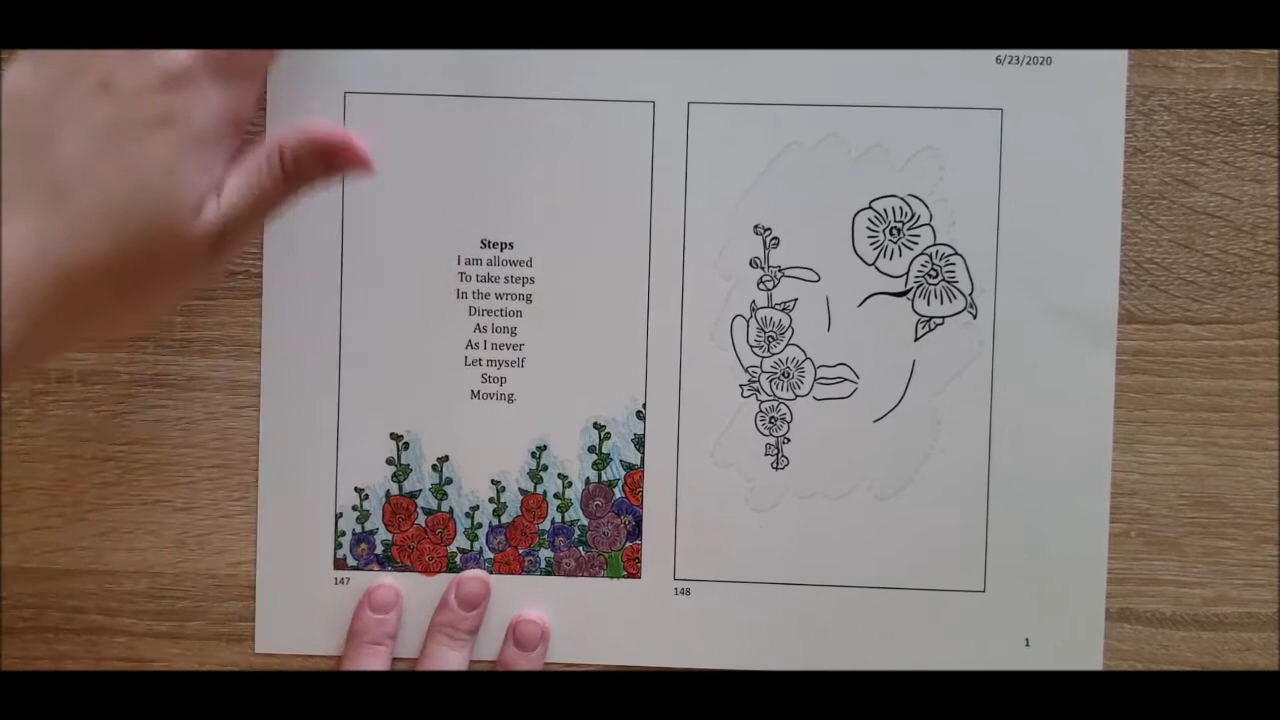 6/23/2020
Steps
I am allowed
To take steps
In the wrong
Direction
As long
As I never
Let myself
Stop
Moving.
147
148
1